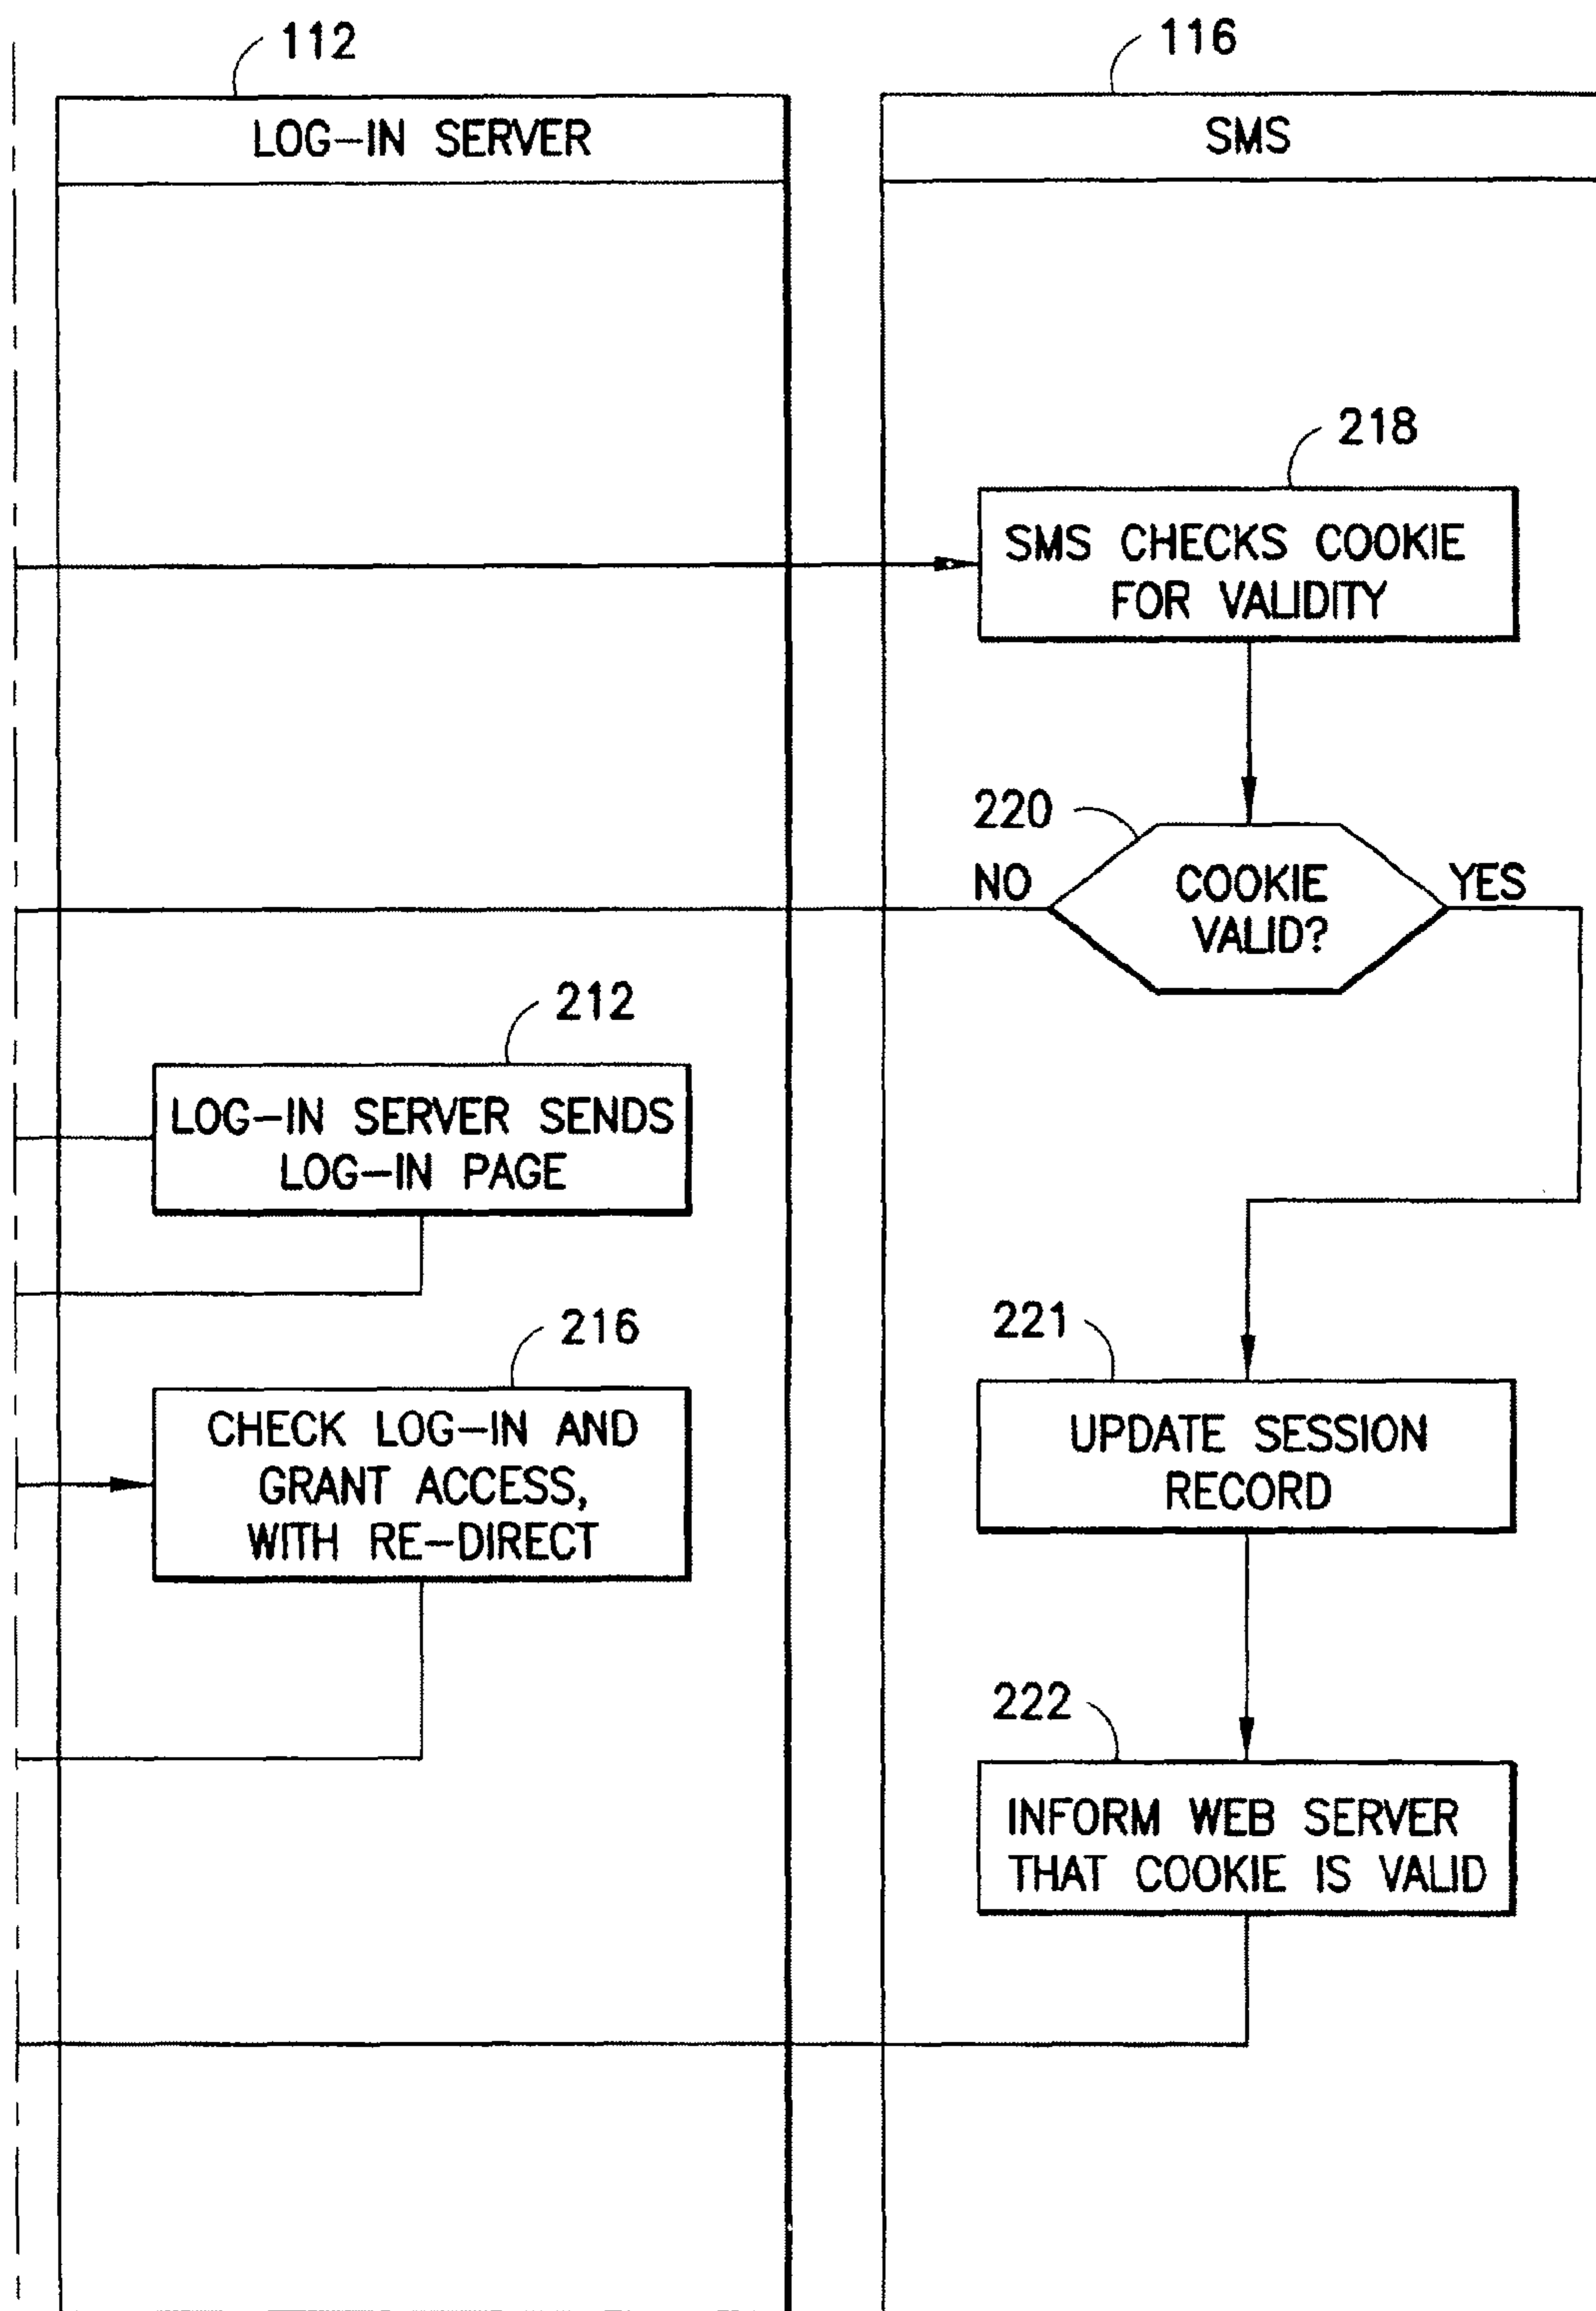 112
LOG-IN SERVER
116
SMS
218
SMS CHECKS COOKIE
FOR VALIDITY
220
NO
COOKIE
VALID?
YES
212
LOG-IN SERVER SENDS
LOG-IN PAGE
216
CHECK LOG-IN AND
GRANT ACCESS,
WITH RE-DIRECT
221
UPDATE SESSION
RECORD
222
INFORM WEB SERVER
THAT COOKIE IS VALID